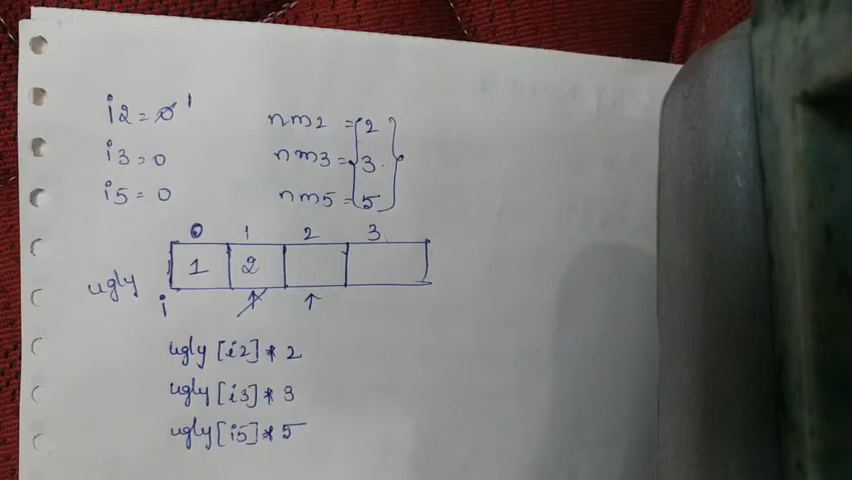 i2 = 0 1
i3 = 0
i5 = 0
nm2 = 2
nm3 = 3
nm5 = 5
0 1 2 3
ugly 1 2
i ↑ ↑
ugly [i2] * 2
ugly [i3] * 3
ugly [i5] * 5